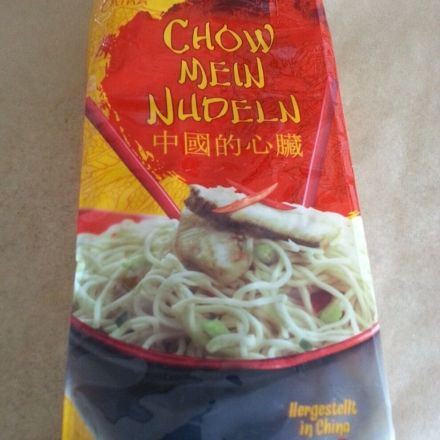 CHOW
MEIN
NUDELN
中國的心臟
Hergestellt
in China